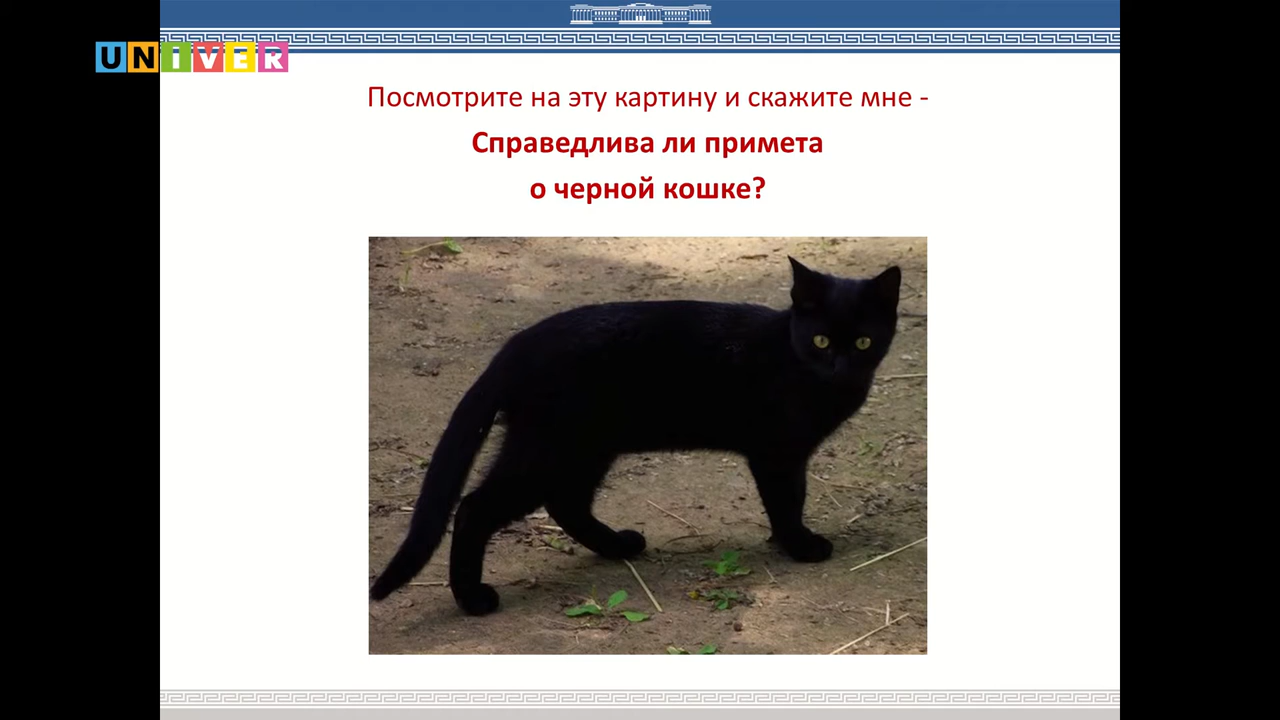 UNIVER
Посмотрите на эту картину и скажите мне -
Справедлива ли примета
о черной кошке?